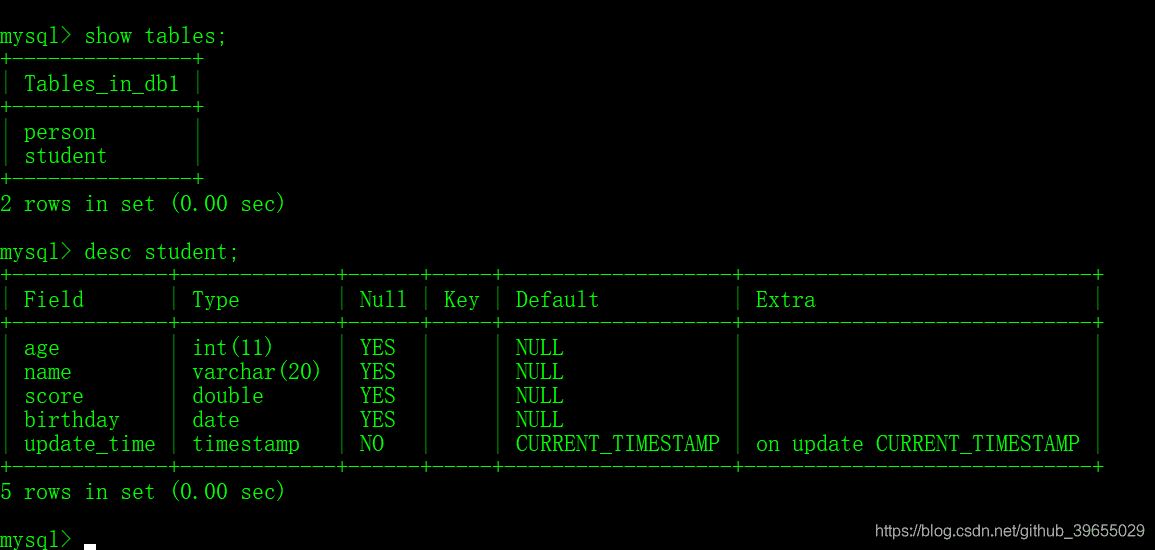 mysql> show tables;
+---------------+
| Tables_in_db1 |
+---------------+
| person        |
| student       |
+---------------+
2 rows in set (0.00 sec)
mysql> desc student;
+-------------+-------------+------+-----+-------------------+-----------------------------+
| Field       | Type        | Null | Key | Default           | Extra                       |
+-------------+-------------+------+-----+-------------------+-----------------------------+
| age         | int(11)     | YES  |     | NULL              |                             |
| name        | varchar(20) | YES  |     | NULL              |                             |
| score       | double      | YES  |     | NULL              |                             |
| birthday    | date        | YES  |     | NULL              |                             |
| update_time | timestamp   | NO   |     | CURRENT_TIMESTAMP | on update CURRENT_TIMESTAMP |
+-------------+-------------+------+-----+-------------------+-----------------------------+
5 rows in set (0.00 sec)
mysql>
https://blog.csdn.net/github_39655029